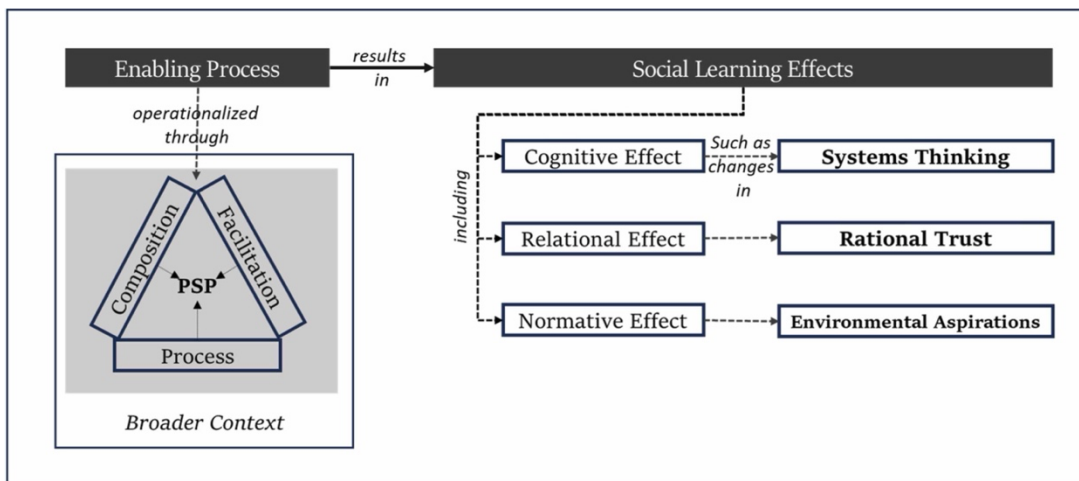 Enabling Process
results
in
Social Learning Effects
operationalized
through
Composition
Facilitation
PSP
Process
Broader Context
including
Cognitive Effect
Such as
changes
in
Systems Thinking
Relational Effect
Rational Trust
Normative Effect
Environmental Aspirations